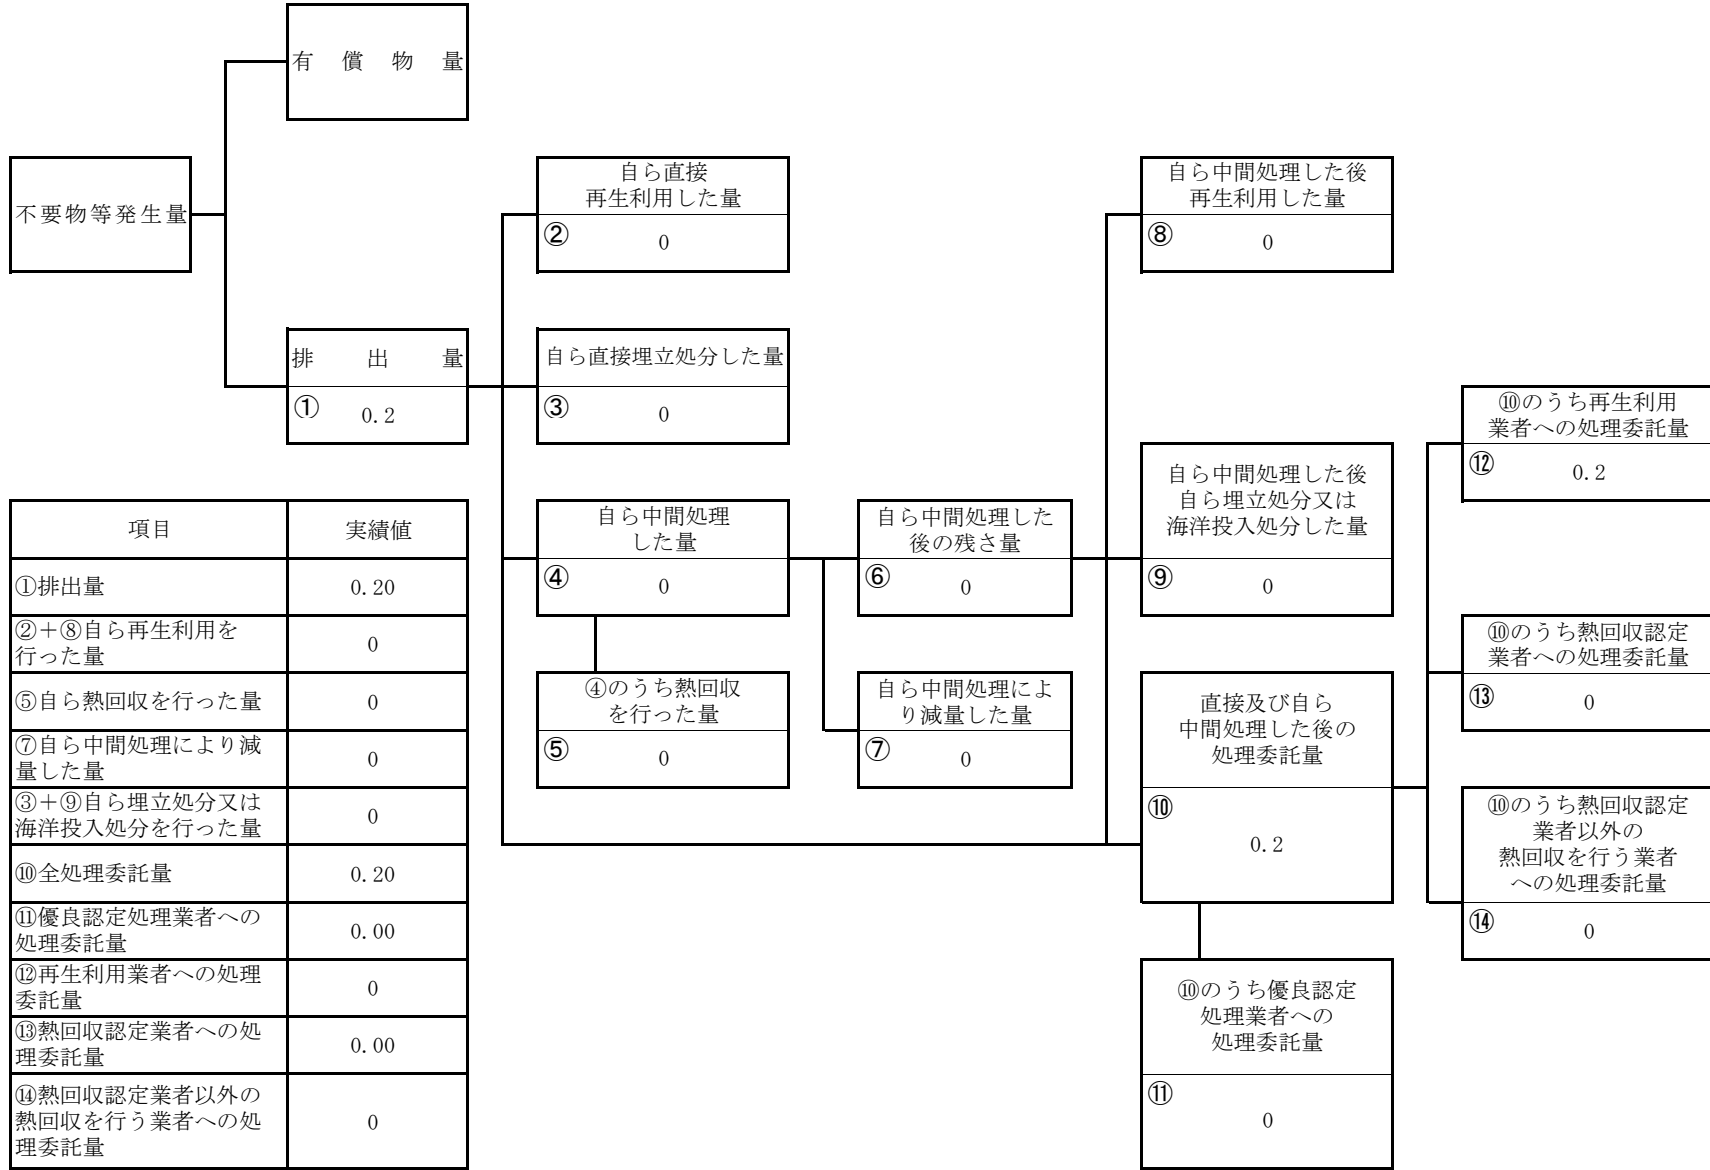 有償物量
不要物等発生量
排出量
① 0.2
自ら直接
再生利用した量
② 0
自ら直接埋立処分した量
③ 0
自ら中間処理
した量
④ 0
④のうち熱回収
を行った量
⑤ 0
自ら中間処理した
後の残さ量
⑥ 0
自ら中間処理によ
り減量した量
⑦ 0
自ら中間処理した後
再生利用した量
⑧ 0
自ら中間処理した後
自ら埋立処分又は
海洋投入処分した量
⑨ 0
直接及び自ら
中間処理した後の
処理委託量
⑩
0.2
⑩のうち優良認定
処理業者への
処理委託量
⑪
0
⑩のうち再生利用
業者への処理委託量
⑫ 0.2
⑩のうち熱回収認定
業者への処理委託量
⑬ 0
⑩のうち熱回収認定
業者以外の
熱回収を行う業者
への処理委託量
⑭ 0
項目 実績値
①排出量 0.20
②＋⑧自ら再生利用を
行った量 0
⑤自ら熱回収を行った量 0
⑦自ら中間処理により減
量した量 0
③＋⑨自ら埋立処分又は
海洋投入処分を行った量 0
⑩全処理委託量 0.20
⑪優良認定処理業者への
処理委託量 0.00
⑫再生利用業者への処理
委託量 0
⑬熱回収認定業者への処
理委託量 0.00
⑭熱回収認定業者以外の
熱回収を行う業者への処
理委託量 0